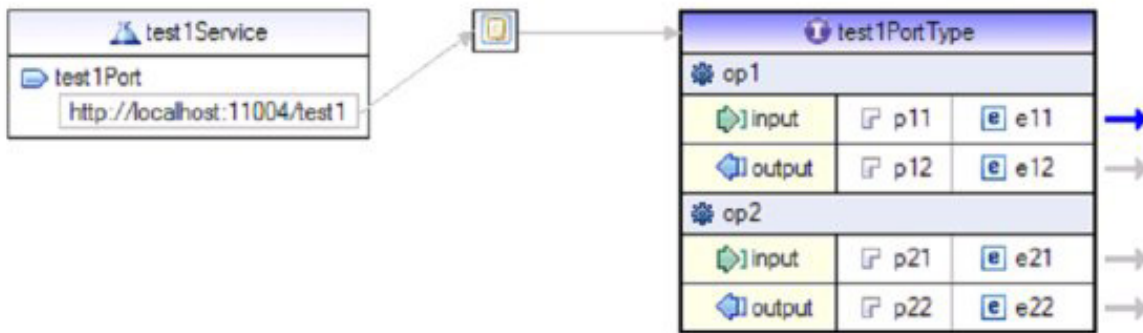 test1Service
test1Port
http://localhost:11004/test1
test1PortType
op1
input p11 e e11
output p12 e e12
op2
input p21 e e21
output p22 e e22